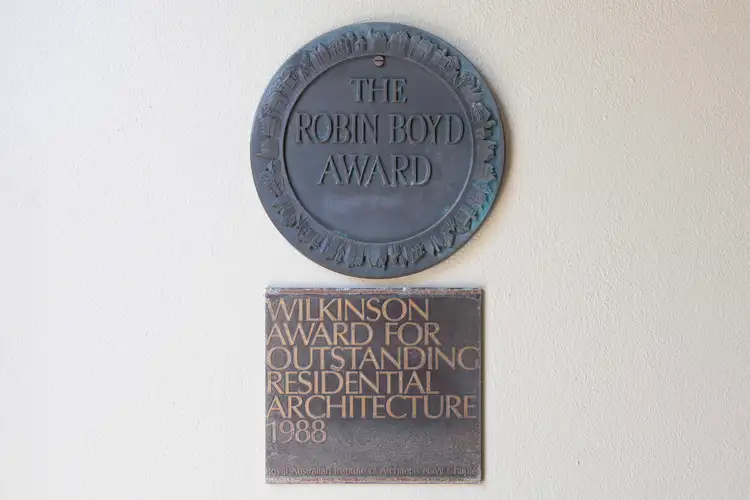 THE
ROBIN BOYD
AWARD
WILKINSON
AWARD FOR
OUTSTANDING
RESIDENTIAL
ARCHITECTURE
1988
Royal Australian Institute of Architects NSW Chapter